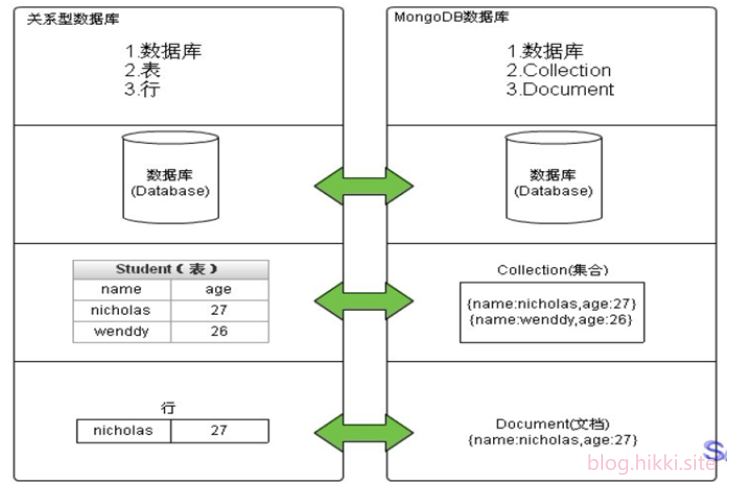 关系型数据库
1.数据库
2.表
3.行
数据库
(Database)
Student（表）
name age
nicholas 27
wenddy 26
行
nicholas 27
MongoDB数据库
1.数据库
2.Collection
3.Document
数据库
(Database)
Collection(集合)
{name:nicholas,age:27}
{name:wenddy,age:26}
Document(文档)
{name:nicholas,age:27}
blog.hikki.site